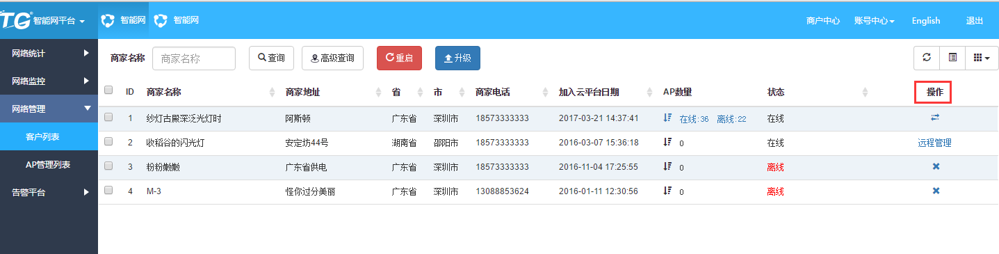 TG® 智能网平台 智能网 智能网 商户中心 账号中心 English 退出
网络统计
网络监控
网络管理
客户列表
AP管理列表
告警平台
商家名称 商家名称 查询 高级查询 重启 升级
ID 商家名称 商家地址 省 市 商家电话 加入云平台日期 AP数量 状态 操作
1 纱灯古殿深泛光灯时 阿斯顿 广东省 深圳市 18573333333 2017-03-21 14:37:41 在线:36 离线:22 在线
2 收稻谷的闪光灯 安定坊44号 湖南省 邵阳市 18573333333 2016-03-07 15:36:18 0 在线 远程管理
3 粉粉嫩嫩 广东省供电 广东省 深圳市 18573333333 2016-11-04 17:25:55 0 离线
4 M-3 怪你过分美丽 广东省 深圳市 13088853624 2016-01-11 12:30:56 0 离线